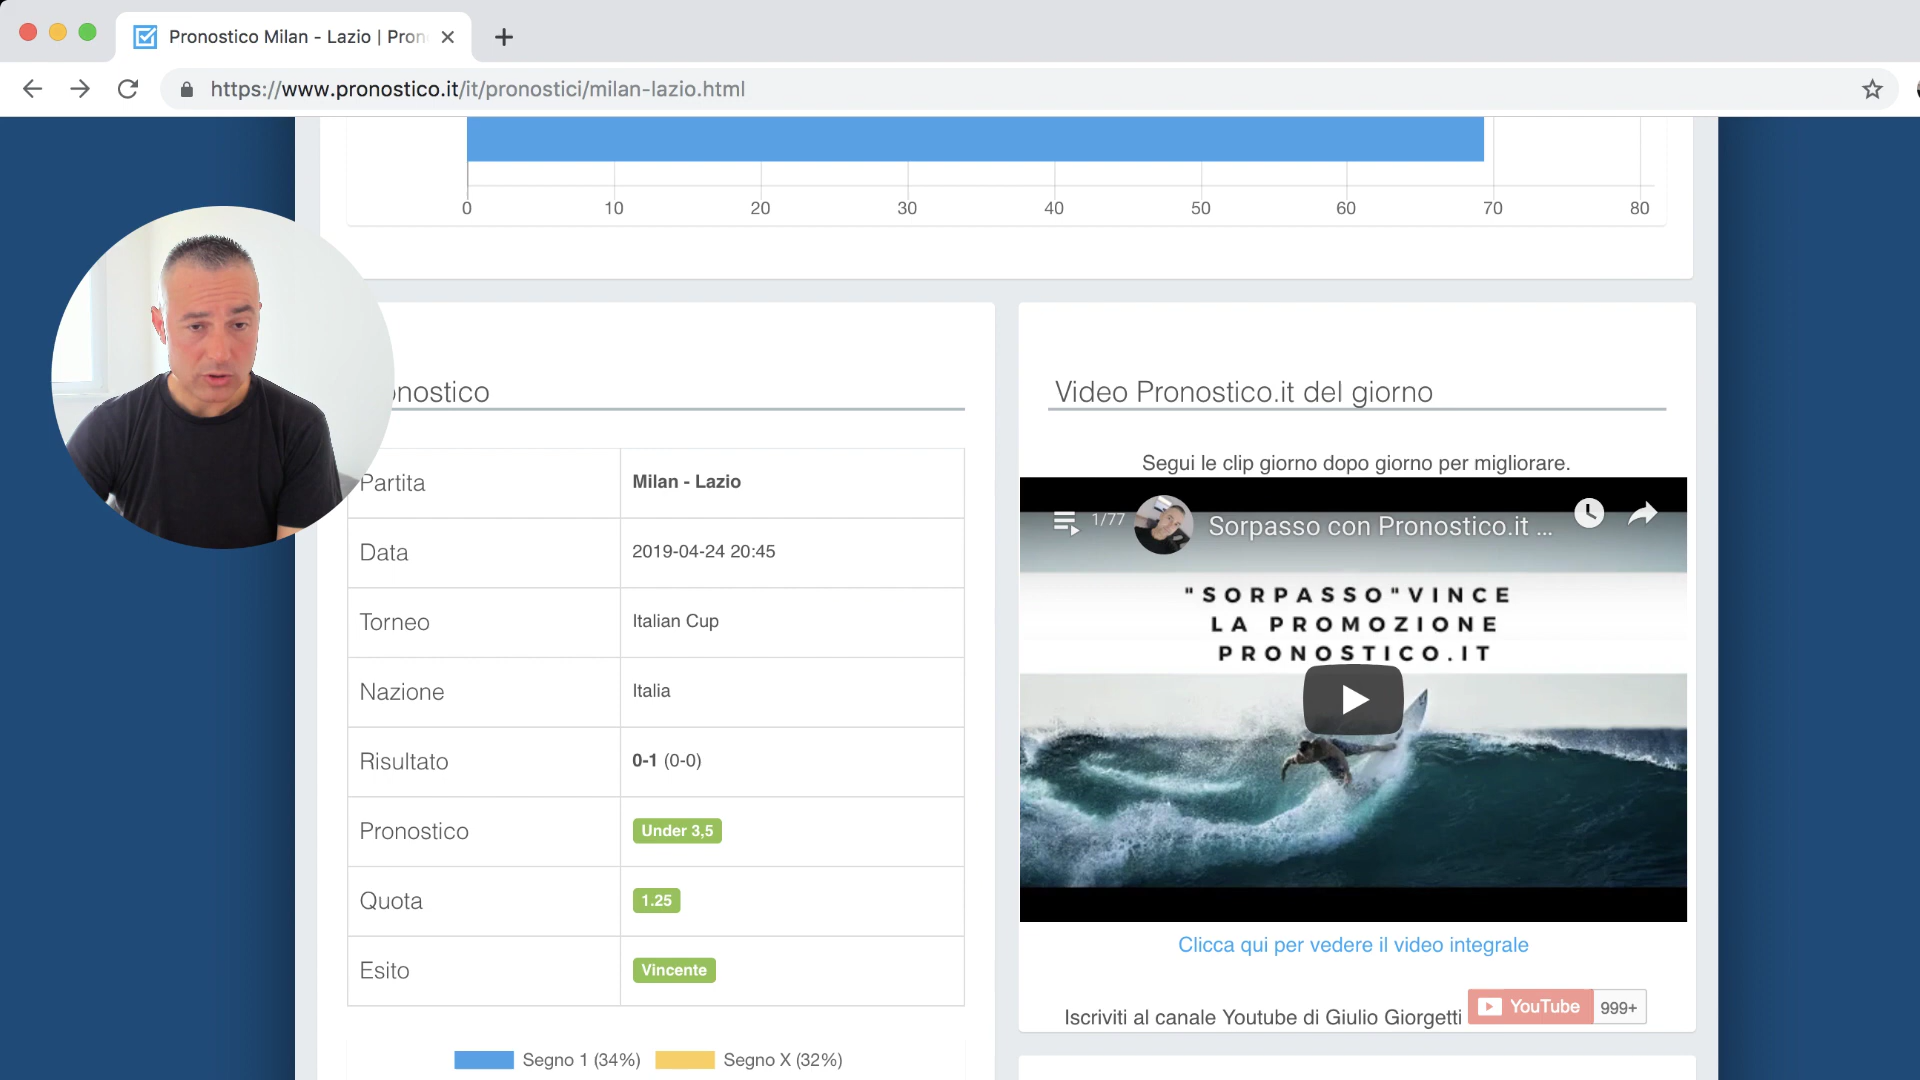 Pronostico Milan - Lazio | Pron
https://www.pronostico.it/it/pronostici/milan-lazio.html
0 10 20 30 40 50 60 70 80
onostico
Partita Milan - Lazio
Data 2019-04-24 20:45
Torneo Italian Cup
Nazione Italia
Risultato 0-1 (0-0)
Pronostico Under 3,5
Quota 1.25
Esito Vincente
Segno 1 (34%) Segno X (32%)
Video Pronostico.it del giorno
Segui le clip giorno dopo giorno per migliorare.
1/77 Sorpasso con Pronostico.it ...
"SORPASSO"VINCE
LA PROMOZIONE
PRONOSTICO.IT
Clicca qui per vedere il video integrale
Iscriviti al canale Youtube di Giulio Giorgetti YouTube 999+